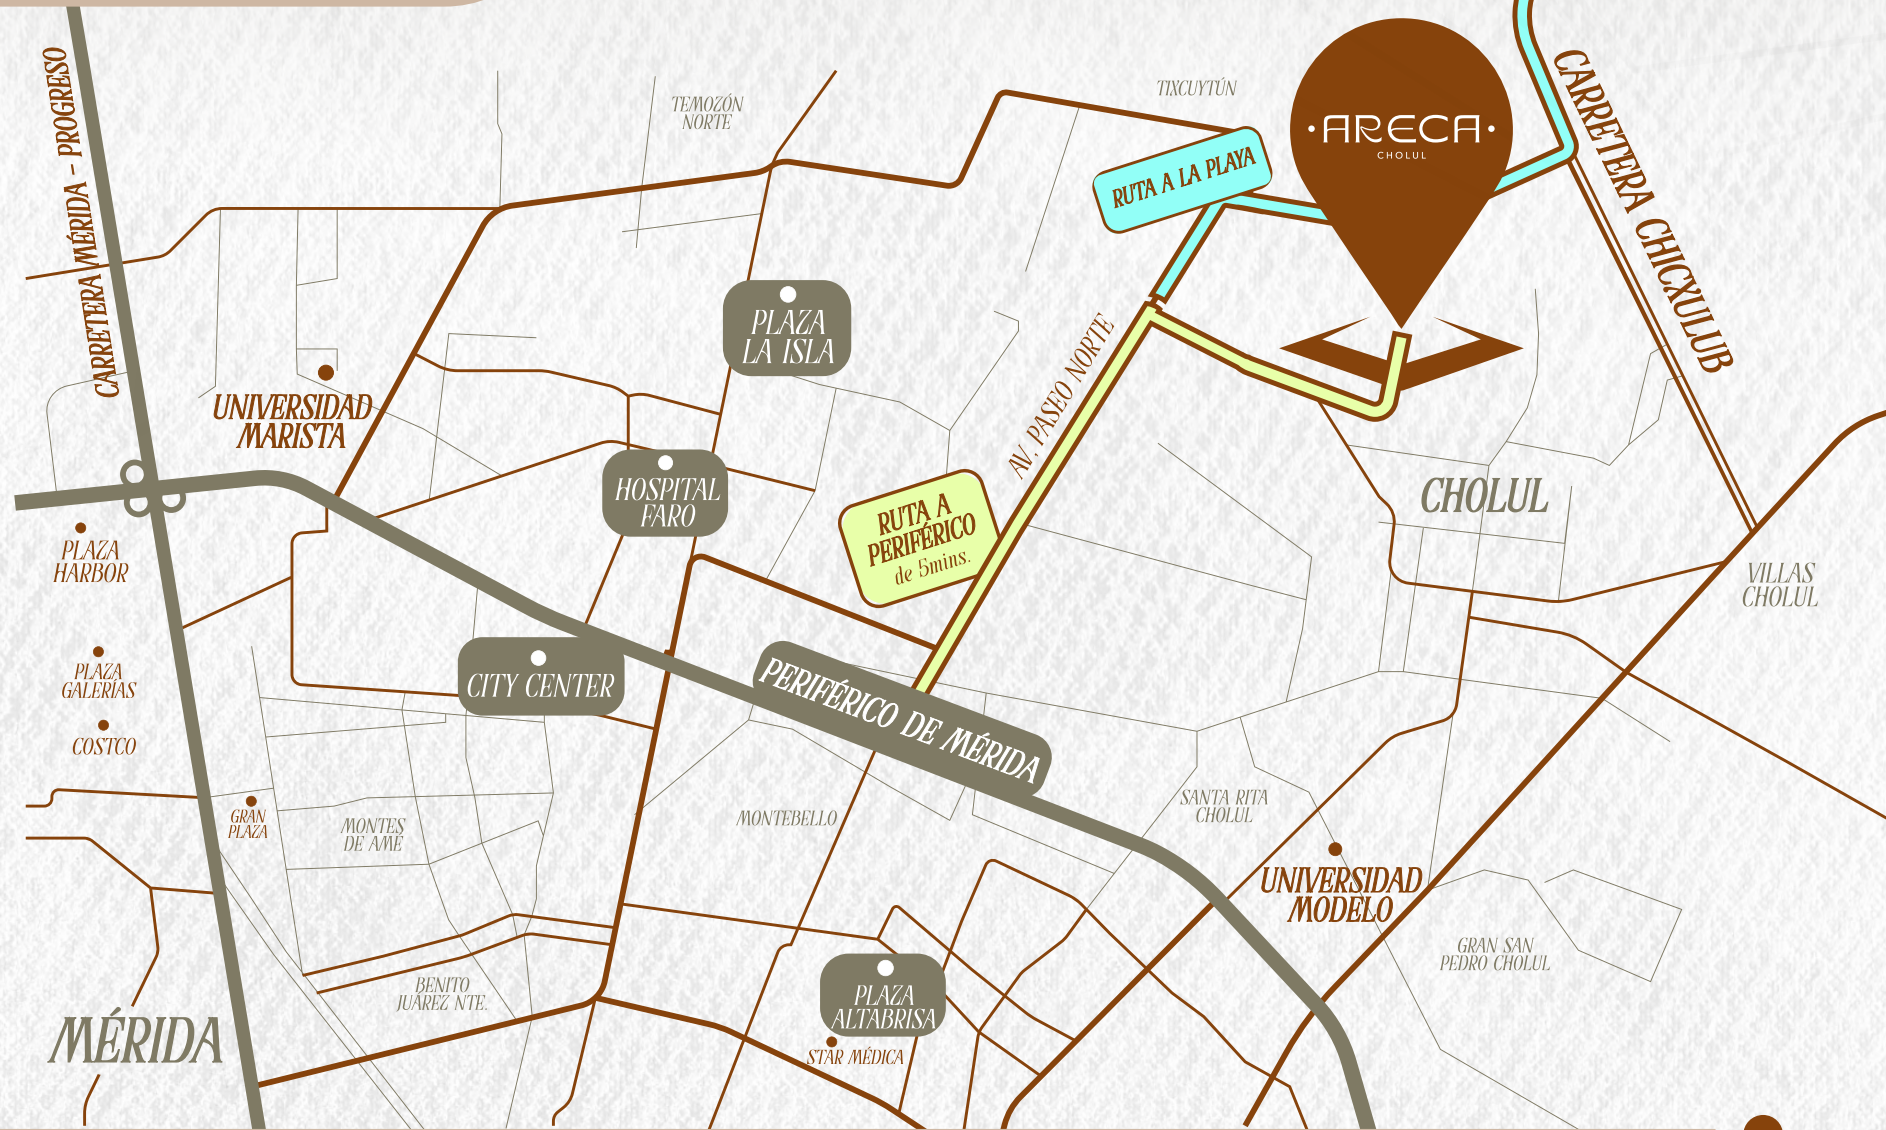 CARRETERA MÉRIDA - PROGRESO
TEMOZÓN
NORTE
TIXCUYTÚN
• ARECA •
CHOLUL
RUTA A LA PLAYA
CARRETERA CHICXULUB
PLAZA
LA ISLA
AV. PASEO NORTE
UNIVERSIDAD
MARISTA
HOSPITAL
FARO
RUTA A
PERIFÉRICO
de 5mins.
CHOLUL
PLAZA
HARBOR
VILLAS
CHOLUL
PLAZA
GALERÍAS
CITY CENTER
PERIFÉRICO DE MÉRIDA
COSTCO
GRAN
PLAZA
MONTES
DE AME
MONTEBELLO
SANTA RITA
CHOLUL
UNIVERSIDAD
MODELO
GRAN SAN
PEDRO CHOLUL
BENITO
JUÁREZ NTE.
PLAZA
ALTABRISA
STAR MÉDICA
MÉRIDA